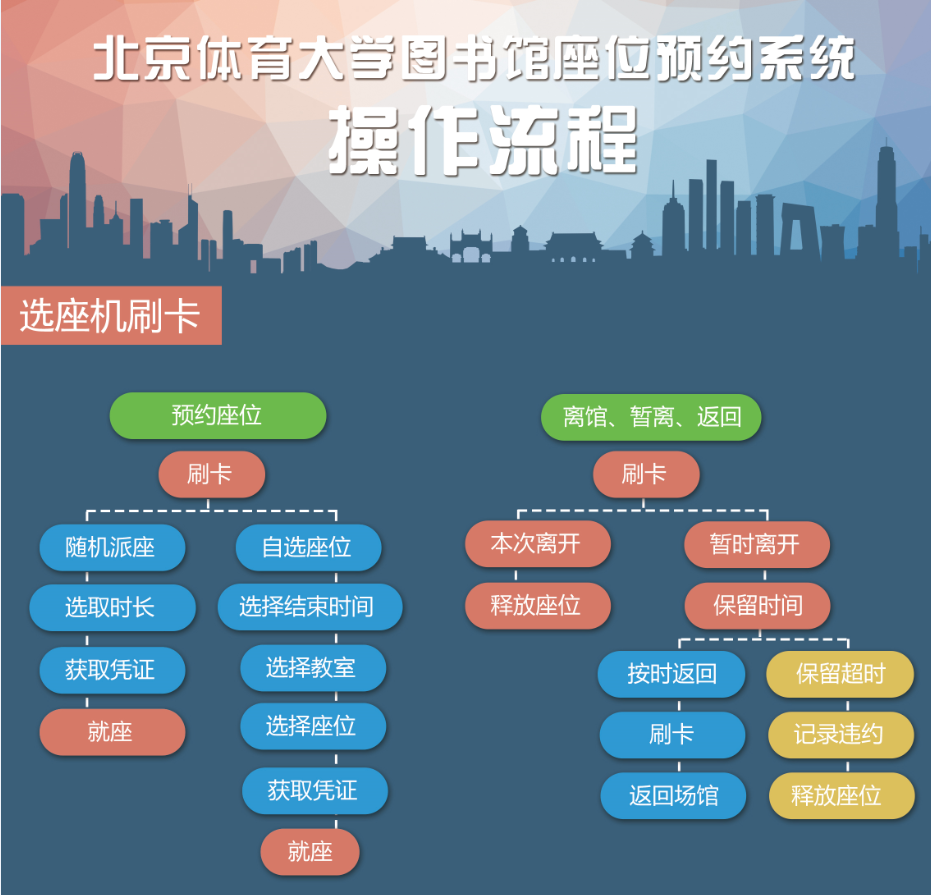 北京体育大学图书馆座位预约系统
操作流程
选座机刷卡
预约座位
刷卡
随机派座
选取时长
获取凭证
就座
自选座位
选择结束时间
选择教室
选择座位
获取凭证
就座
离馆、暂离、返回
刷卡
本次离开
释放座位
暂时离开
保留时间
按时返回
刷卡
返回场馆
保留超时
记录违约
释放座位